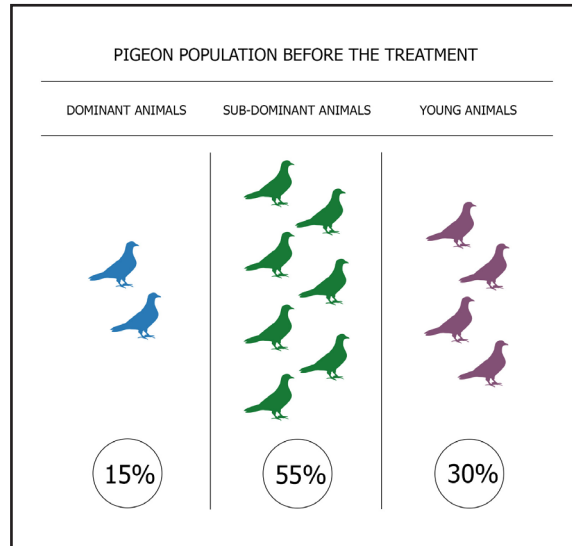 PIGEON POPULATION BEFORE THE TREATMENT
DOMINANT ANIMALS
SUB-DOMINANT ANIMALS
YOUNG ANIMALS
15%
55%
30%